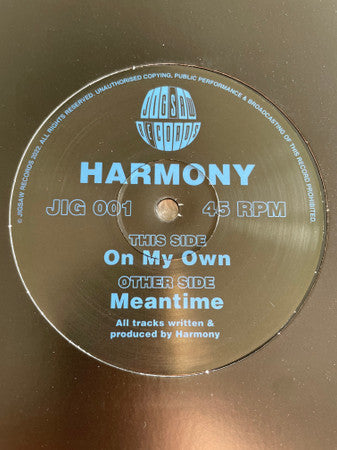 © JIGSAW RECORDS 2022. ALL RIGHTS RESERVED. UNAUTHORISED COPYING, PUBLIC PERFORMANCE & BROADCASTING OF THIS RECORD PROHIBITED.
JIGSAW
RECORDS
HARMONY
JIG 001 45 RPM
THIS SIDE
On My Own
OTHER SIDE
Meantime
All tracks written &
produced by Harmony